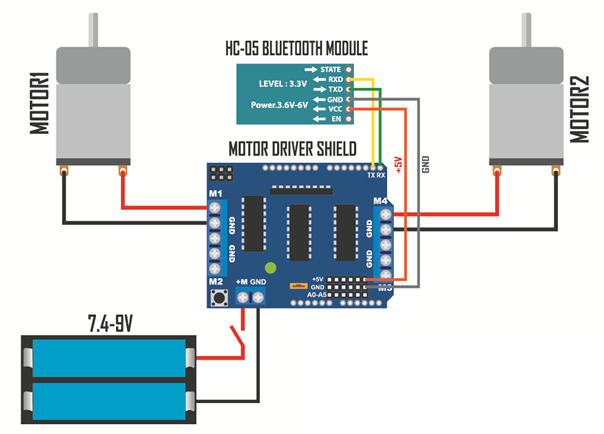 HC-05 BLUETOOTH MODULE
STATE
RXD
LEVEL : 3.3V
TXD
GND
Power.3.6V-6V
VCC
EN
MOTOR1
MOTOR2
MOTOR DRIVER SHIELD
+5V
GND
TX RX
M1
M4
GND
GND
GND
GND
M2
+M GND
+5V
GND
A0-A5
M3
7.4-9V